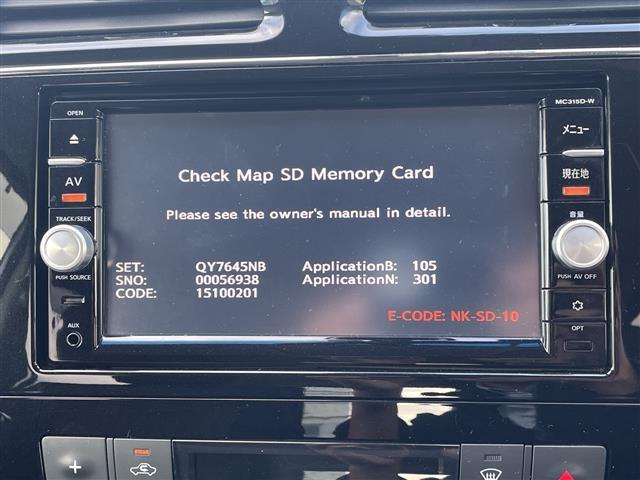 OPEN
MC315D-W
メニュー
AV
現在地
TRACK/SEEK
音量
PUSH SOURCE
PUSH AV OFF
AUX
OPT
Check Map SD Memory Card
Please see the owner's manual in detail.
SET: QY7645NB ApplicationB: 105
SNO: 00056938 ApplicationN: 301
CODE: 15100201
E-CODE: NK-SD-10